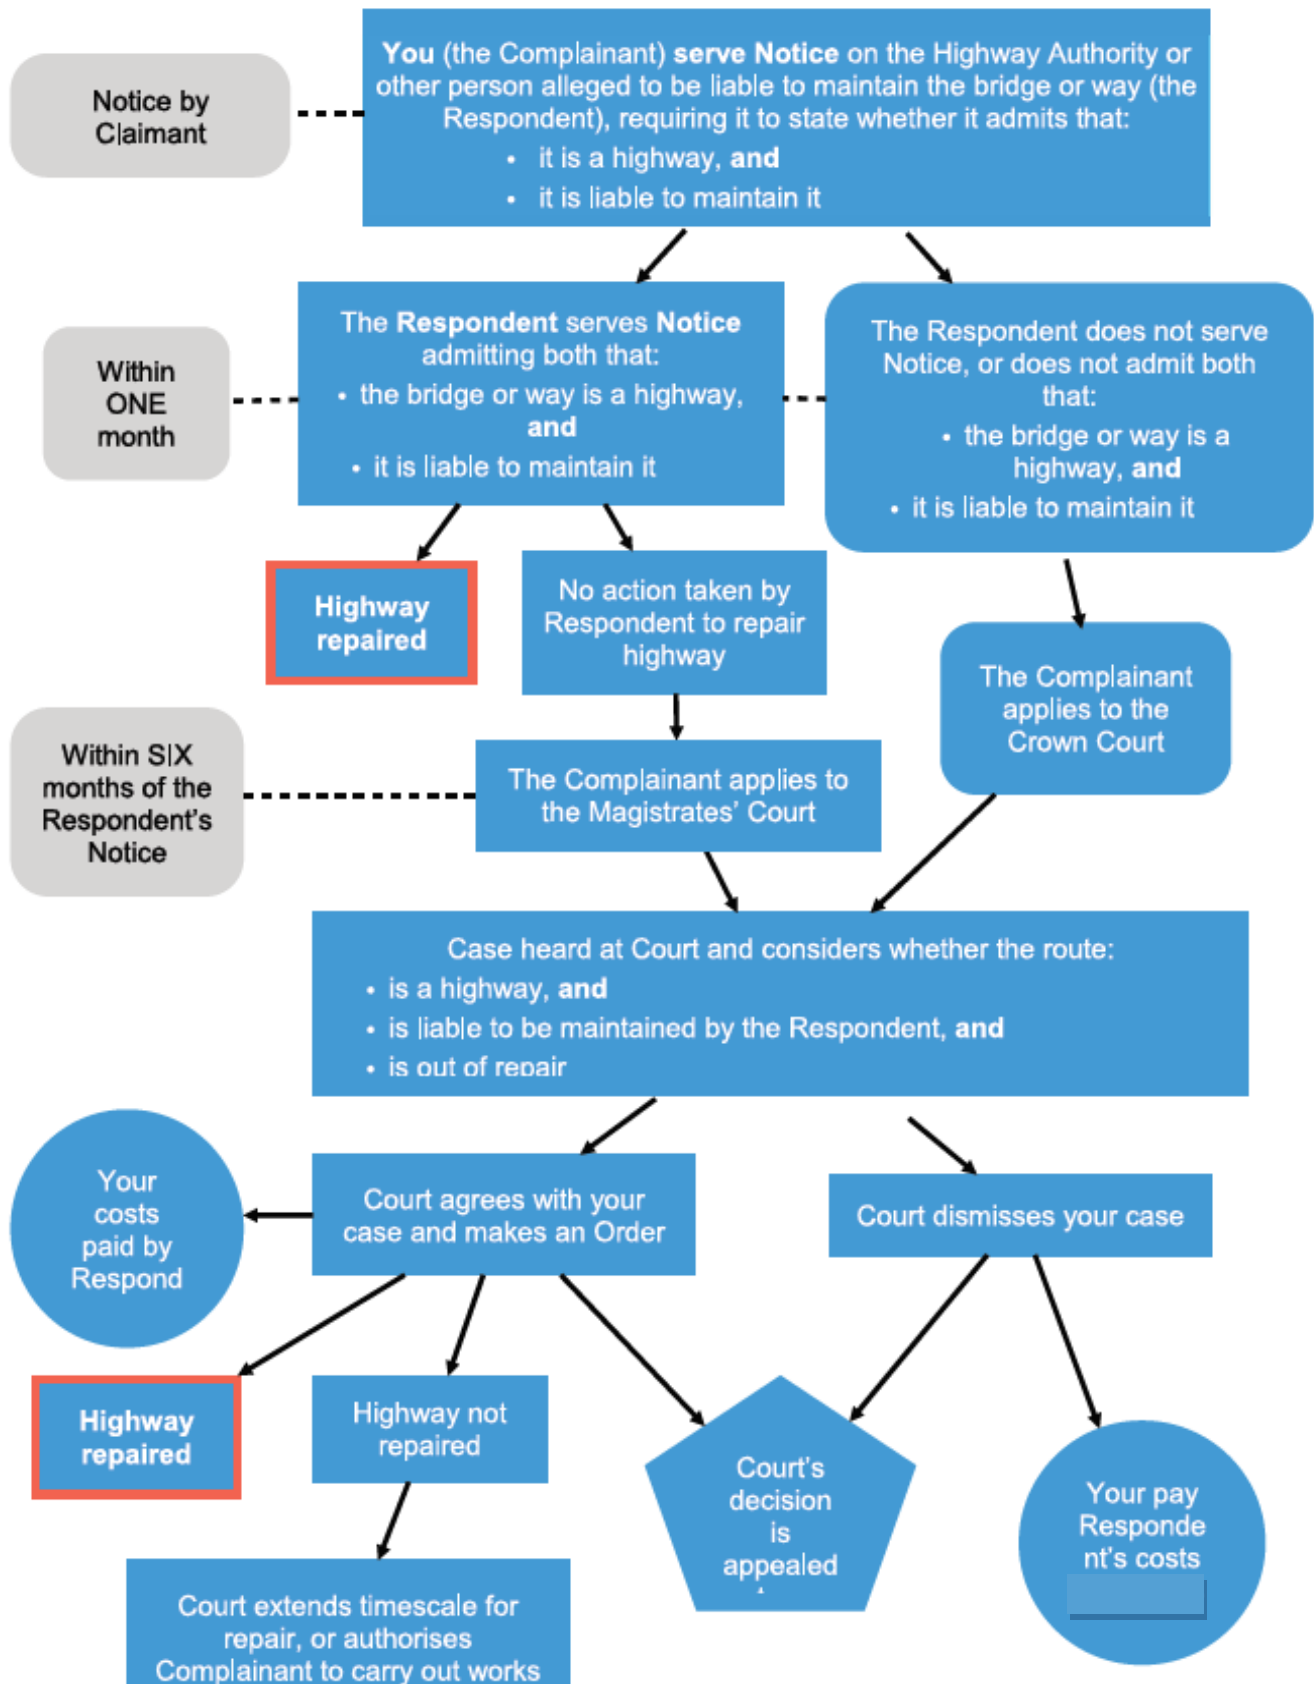 You (the Complainant) serve Notice on the Highway Authority or
other person alleged to be liable to maintain the bridge or way (the
Respondent), requiring it to state whether it admits that:
• it is a highway, and
• it is liable to maintain it
Notice by
Claimant
The Respondent serves Notice
admitting both that:
• the bridge or way is a highway,
and
• it is liable to maintain it
The Respondent does not serve
Notice, or does not admit both
that:
• the bridge or way is a
highway, and
• it is liable to maintain it
Within
ONE
month
Highway
repaired
No action taken by
Respondent to repair
highway
The Complainant
applies to the
Crown Court
Within SIX
months of the
Respondent's
Notice
The Complainant applies to
the Magistrates' Court
Case heard at Court and considers whether the route:
• is a highway, and
• is liable to be maintained by the Respondent, and
• is out of repair
Your
costs
paid by
Respond
Court agrees with your
case and makes an Order
Court dismisses your case
Highway
repaired
Highway not
repaired
Court's
decision
is
appealed
Your pay
Responde
nt's costs
Court extends timescale for
repair, or authorises
Complainant to carry out works